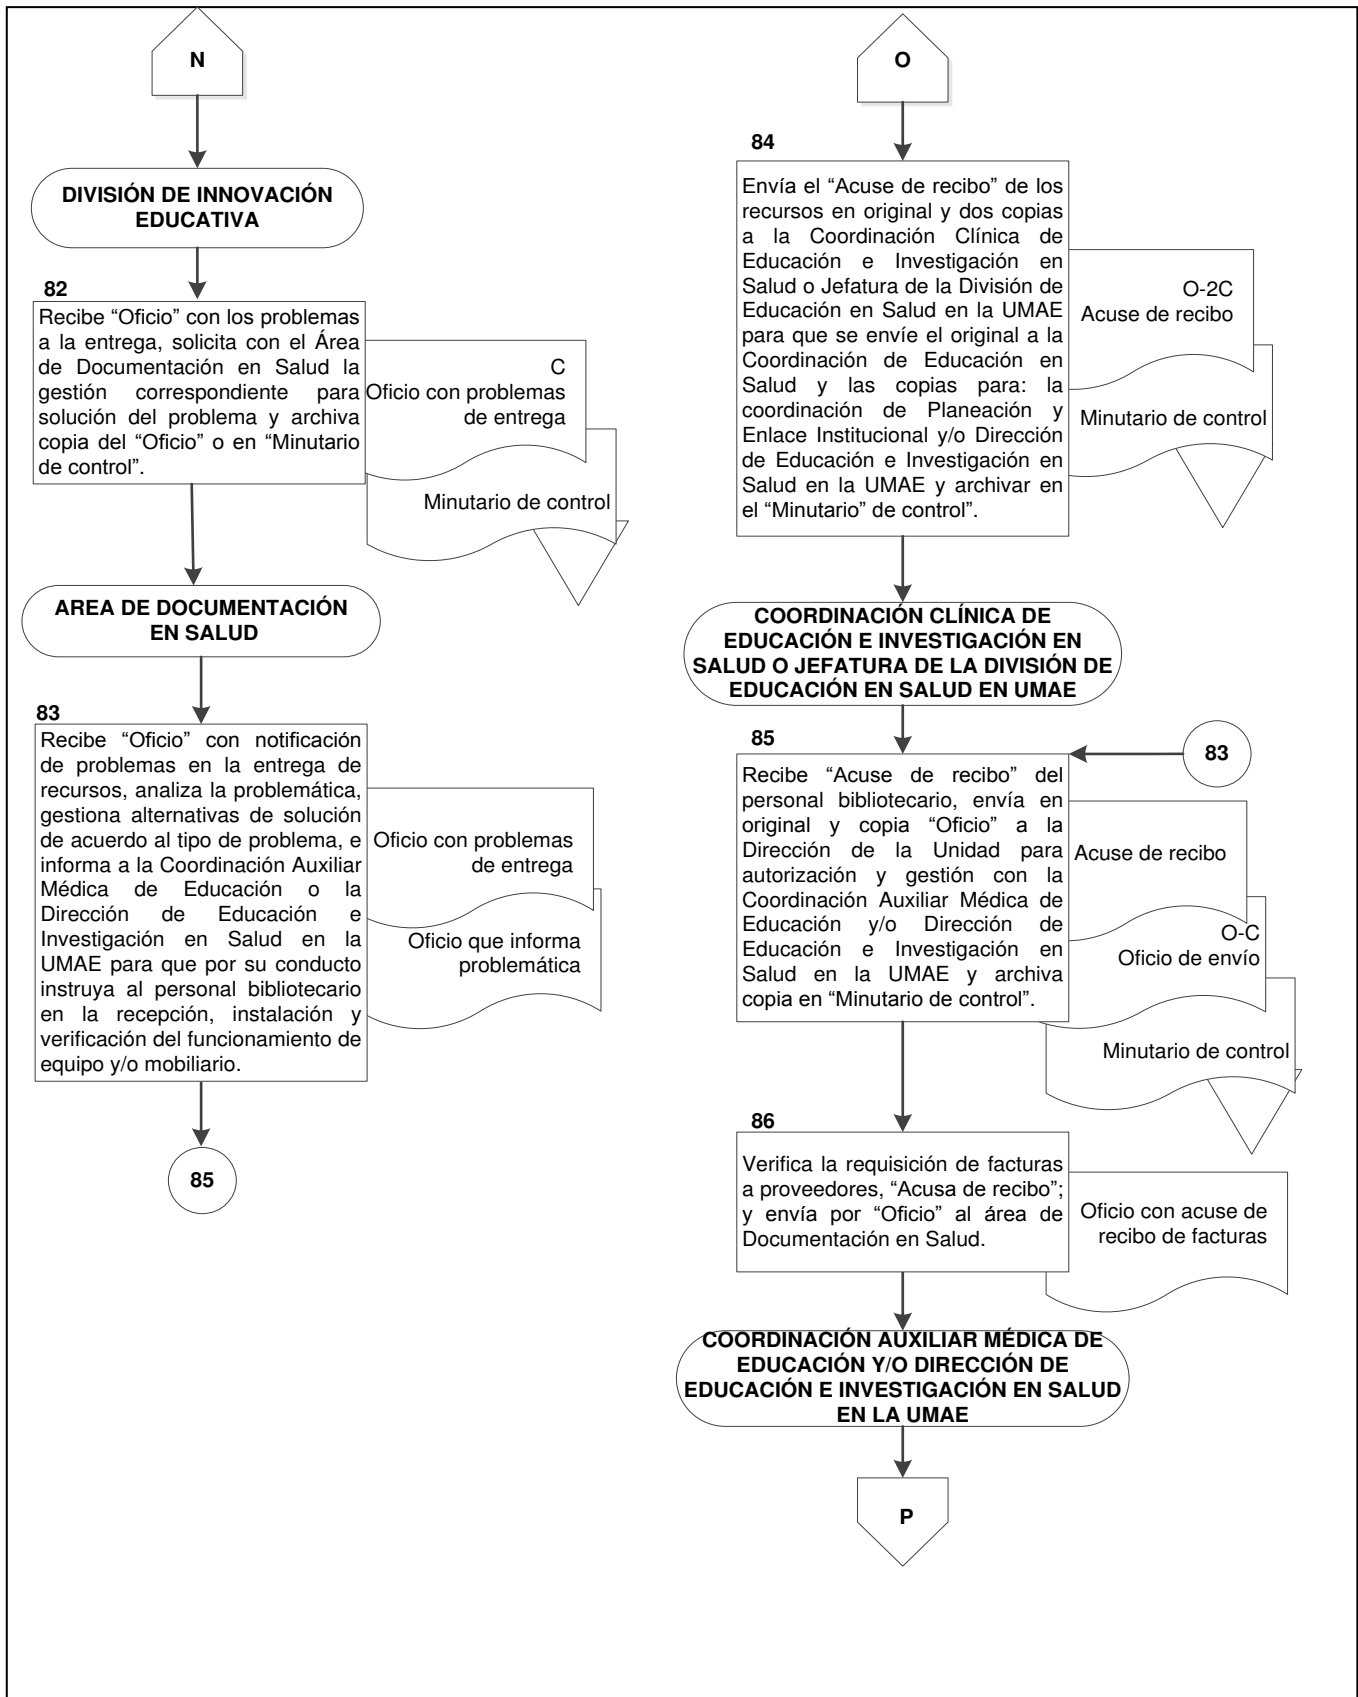 N
DIVISIÓN DE INNOVACIÓN
EDUCATIVA
82
Recibe “Oficio” con los problemas
a la entrega, solicita con el Área
de Documentación en Salud la
gestión correspondiente para
solución del problema y archiva
copia del “Oficio” o en “Minutario
de control”.
C
Oficio con problemas
de entrega
Minutario de control
AREA DE DOCUMENTACIÓN
EN SALUD
83
Recibe “Oficio” con notificación
de problemas en la entrega de
recursos, analiza la problemática,
gestiona alternativas de solución
de acuerdo al tipo de problema, e
informa a la Coordinación Auxiliar
Médica de Educación o la
Dirección de Educación e
Investigación en Salud en la
UMAE para que por su conducto
instruya al personal bibliotecario
en la recepción, instalación y
verificación del funcionamiento de
equipo y/o mobiliario.
Oficio con problemas
de entrega
Oficio que informa
problemática
85
O
84
Envía el “Acuse de recibo” de los
recursos en original y dos copias
a la Coordinación Clínica de
Educación e Investigación en
Salud o Jefatura de la División de
Educación en Salud en la UMAE
para que se envíe el original a la
Coordinación de Educación en
Salud y las copias para: la
coordinación de Planeación y
Enlace Institucional y/o Dirección
de Educación e Investigación en
Salud en la UMAE y archivar en
el “Minutario” de control”.
O-2C
Acuse de recibo
Minutario de control
COORDINACIÓN CLÍNICA DE
EDUCACIÓN E INVESTIGACIÓN EN
SALUD O JEFATURA DE LA DIVISIÓN DE
EDUCACIÓN EN SALUD EN UMAE
85
83
Recibe “Acuse de recibo” del
personal bibliotecario, envía en
original y copia “Oficio” a la
Dirección de la Unidad para
autorización y gestión con la
Coordinación Auxiliar Médica de
Educación y/o Dirección de
Educación e Investigación en
Salud en la UMAE y archiva
copia en “Minutario de control”.
Acuse de recibo
O-C
Oficio de envío
Minutario de control
86
Verifica la requisición de facturas
a proveedores, “Acusa de recibo”;
y envía por “Oficio” al área de
Documentación en Salud.
Oficio con acuse de
recibo de facturas
COORDINACIÓN AUXILIAR MÉDICA DE
EDUCACIÓN Y/O DIRECCIÓN DE
EDUCACIÓN E INVESTIGACIÓN EN SALUD
EN LA UMAE
P